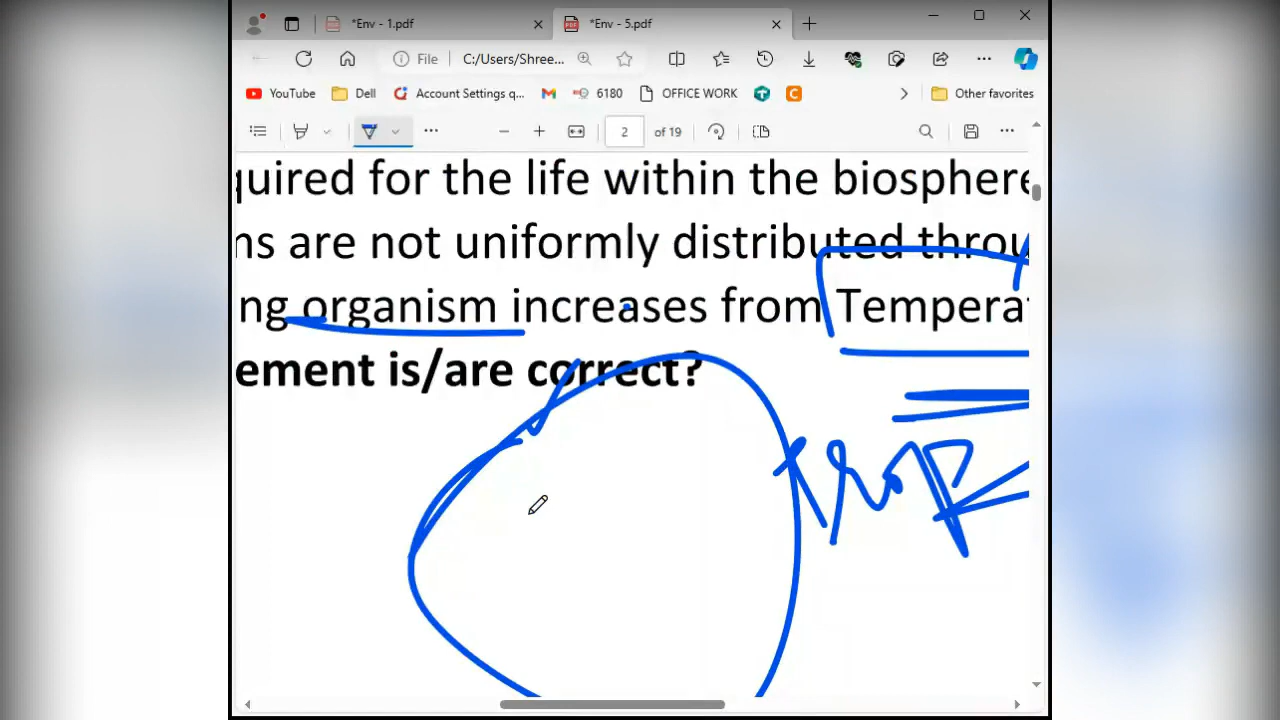 *Env - 1.pdf
*Env - 5.pdf
File C:/Users/Shree...
YouTube Dell Account Settings q... 6180 OFFICE WORK Other favorites
2 of 19
quired for the life within the biosphere
ns are not uniformly distributed throu
ng organism increases from Tempera
ement is/are correct?
trop